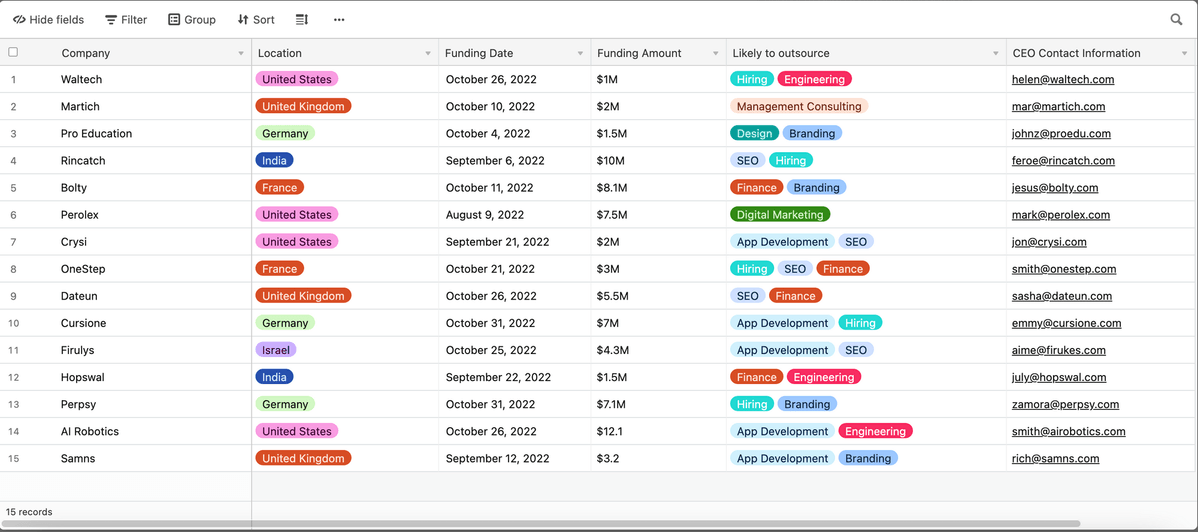 Hide fields Filter Group Sort
Company Location Funding Date Funding Amount Likely to outsource CEO Contact Information
1 Waltech United States October 26, 2022 $1M Hiring Engineering helen@waltech.com
2 Martich United Kingdom October 10, 2022 $2M Management Consulting mar@martich.com
3 Pro Education Germany October 4, 2022 $1.5M Design Branding johnz@proedu.com
4 Rincatch India September 6, 2022 $10M SEO Hiring feroe@rincatch.com
5 Bolty France October 11, 2022 $8.1M Finance Branding jesus@bolty.com
6 Perolex United States August 9, 2022 $7.5M Digital Marketing mark@perolex.com
7 Crysi United States September 21, 2022 $2M App Development SEO jon@crysi.com
8 OneStep France October 21, 2022 $3M Hiring SEO Finance smith@onestep.com
9 Dateun United Kingdom October 26, 2022 $5.5M SEO Finance sasha@dateun.com
10 Cursione Germany October 31, 2022 $7M App Development Hiring emmy@cursione.com
11 Firulys Israel October 25, 2022 $4.3M App Development SEO aime@firukes.com
12 Hopswal India September 22, 2022 $1.5M Finance Engineering july@hopswal.com
13 Perpsy Germany October 31, 2022 $7.1M Hiring Branding zamora@perpsy.com
14 AI Robotics United States October 26, 2022 $12.1 App Development Engineering smith@airobotics.com
15 Samns United Kingdom September 12, 2022 $3.2 App Development Branding rich@samns.com
15 records